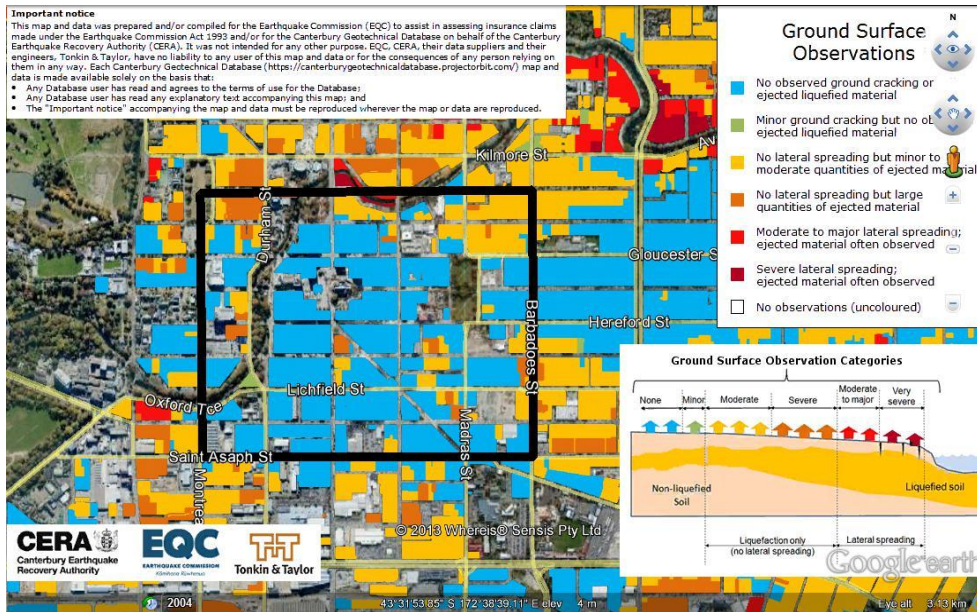 Important notice
This map and data was prepared and/or compiled for the Earthquake Commission (EQC) to assist in assessing insurance claims
made under the Earthquake Commission Act 1993 and/or for the Canterbury Geotechnical Database on behalf of the Canterbury
Earthquake Recovery Authority (CERA). It was not intended for any other purpose. EQC, CERA, their data suppliers and their
engineers, Tonkin & Taylor, have no liability to any user of this map and data or for the consequences of any person relying on
them in any way. Each Canterbury Geotechnical Database (https://canterburygeotechnicaldatabase.projectorbit.com/) map and
data is made available solely on the basis that:
• Any Database user has read and agrees to the terms of use for the Database;
• Any Database user has read any explanatory text accompanying this map; and
• The "Important notice" accompanying the map and data must be reproduced wherever the map or data are reproduced.
Ground Surface
Observations
N
No observed ground cracking or
ejected liquefied material
Minor ground cracking but no ob
ejected liquefied material
No lateral spreading but minor to
moderate quantities of ejected material
No lateral spreading but large
quantities of ejected material
Moderate to major lateral spreading;
ejected material often observed
Severe lateral spreading;
ejected material often observed
No observations (uncoloured)
Kilmore St
Av
Durham St
Gloucester S
Barbadoes St
Hereford St
Lichfield St
Oxford Tce
Madras St
Saint Asaph St
Montrea
© 2013 Whereis® Sensis Pty Ltd
Ground Surface Observation Categories
None
Minor
Moderate
Severe
Moderate
to major
Very
severe
Non-liquefied
Soil
Liquefied soil
Liquefaction only
(no lateral spreading)
Lateral spreading
Google earth
CERA
Canterbury Earthquake
Recovery Authority
EQC
EARTHQUAKE COMMISSION
Tonkin & Taylor
2004
43°31'53.85" S 172°38'39.11" E elev 4 m
Eye alt 3.13 km